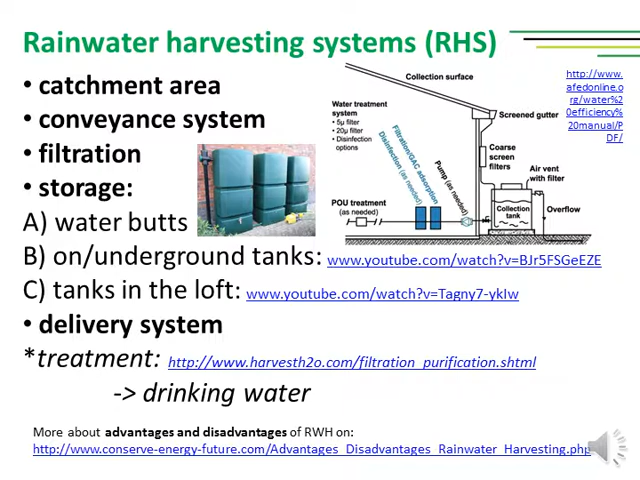 Rainwater harvesting systems (RHS)
• catchment area
• conveyance system
• filtration
• storage:
A) water butts
B) on/underground tanks: www.youtube.com/watch?v=BJr5FSGeEZE
C) tanks in the loft: www.youtube.com/watch?v=Tagny7-ykIw
• delivery system
*treatment: http://www.harvesth2o.com/filtration_purification.shtml
-> drinking water
More about advantages and disadvantages of RWH on:
http://www.conserve-energy-future.com/Advantages_Disadvantages_Rainwater_Harvesting.php
Collection surface
Water treatment
system
• 5µ filter
• 20µ filter
• Disinfection
options
Filtration/GAC adsorption
Disinfection (as needed)
Pump (as needed)
POU treatment
(as needed)
Screened gutter
Coarse
screen
filters
Air vent
with filter
Collection
tank
Overflow
http://www.
afedonline.o
rg/water%2
0efficiency%
20manual/P
DF/